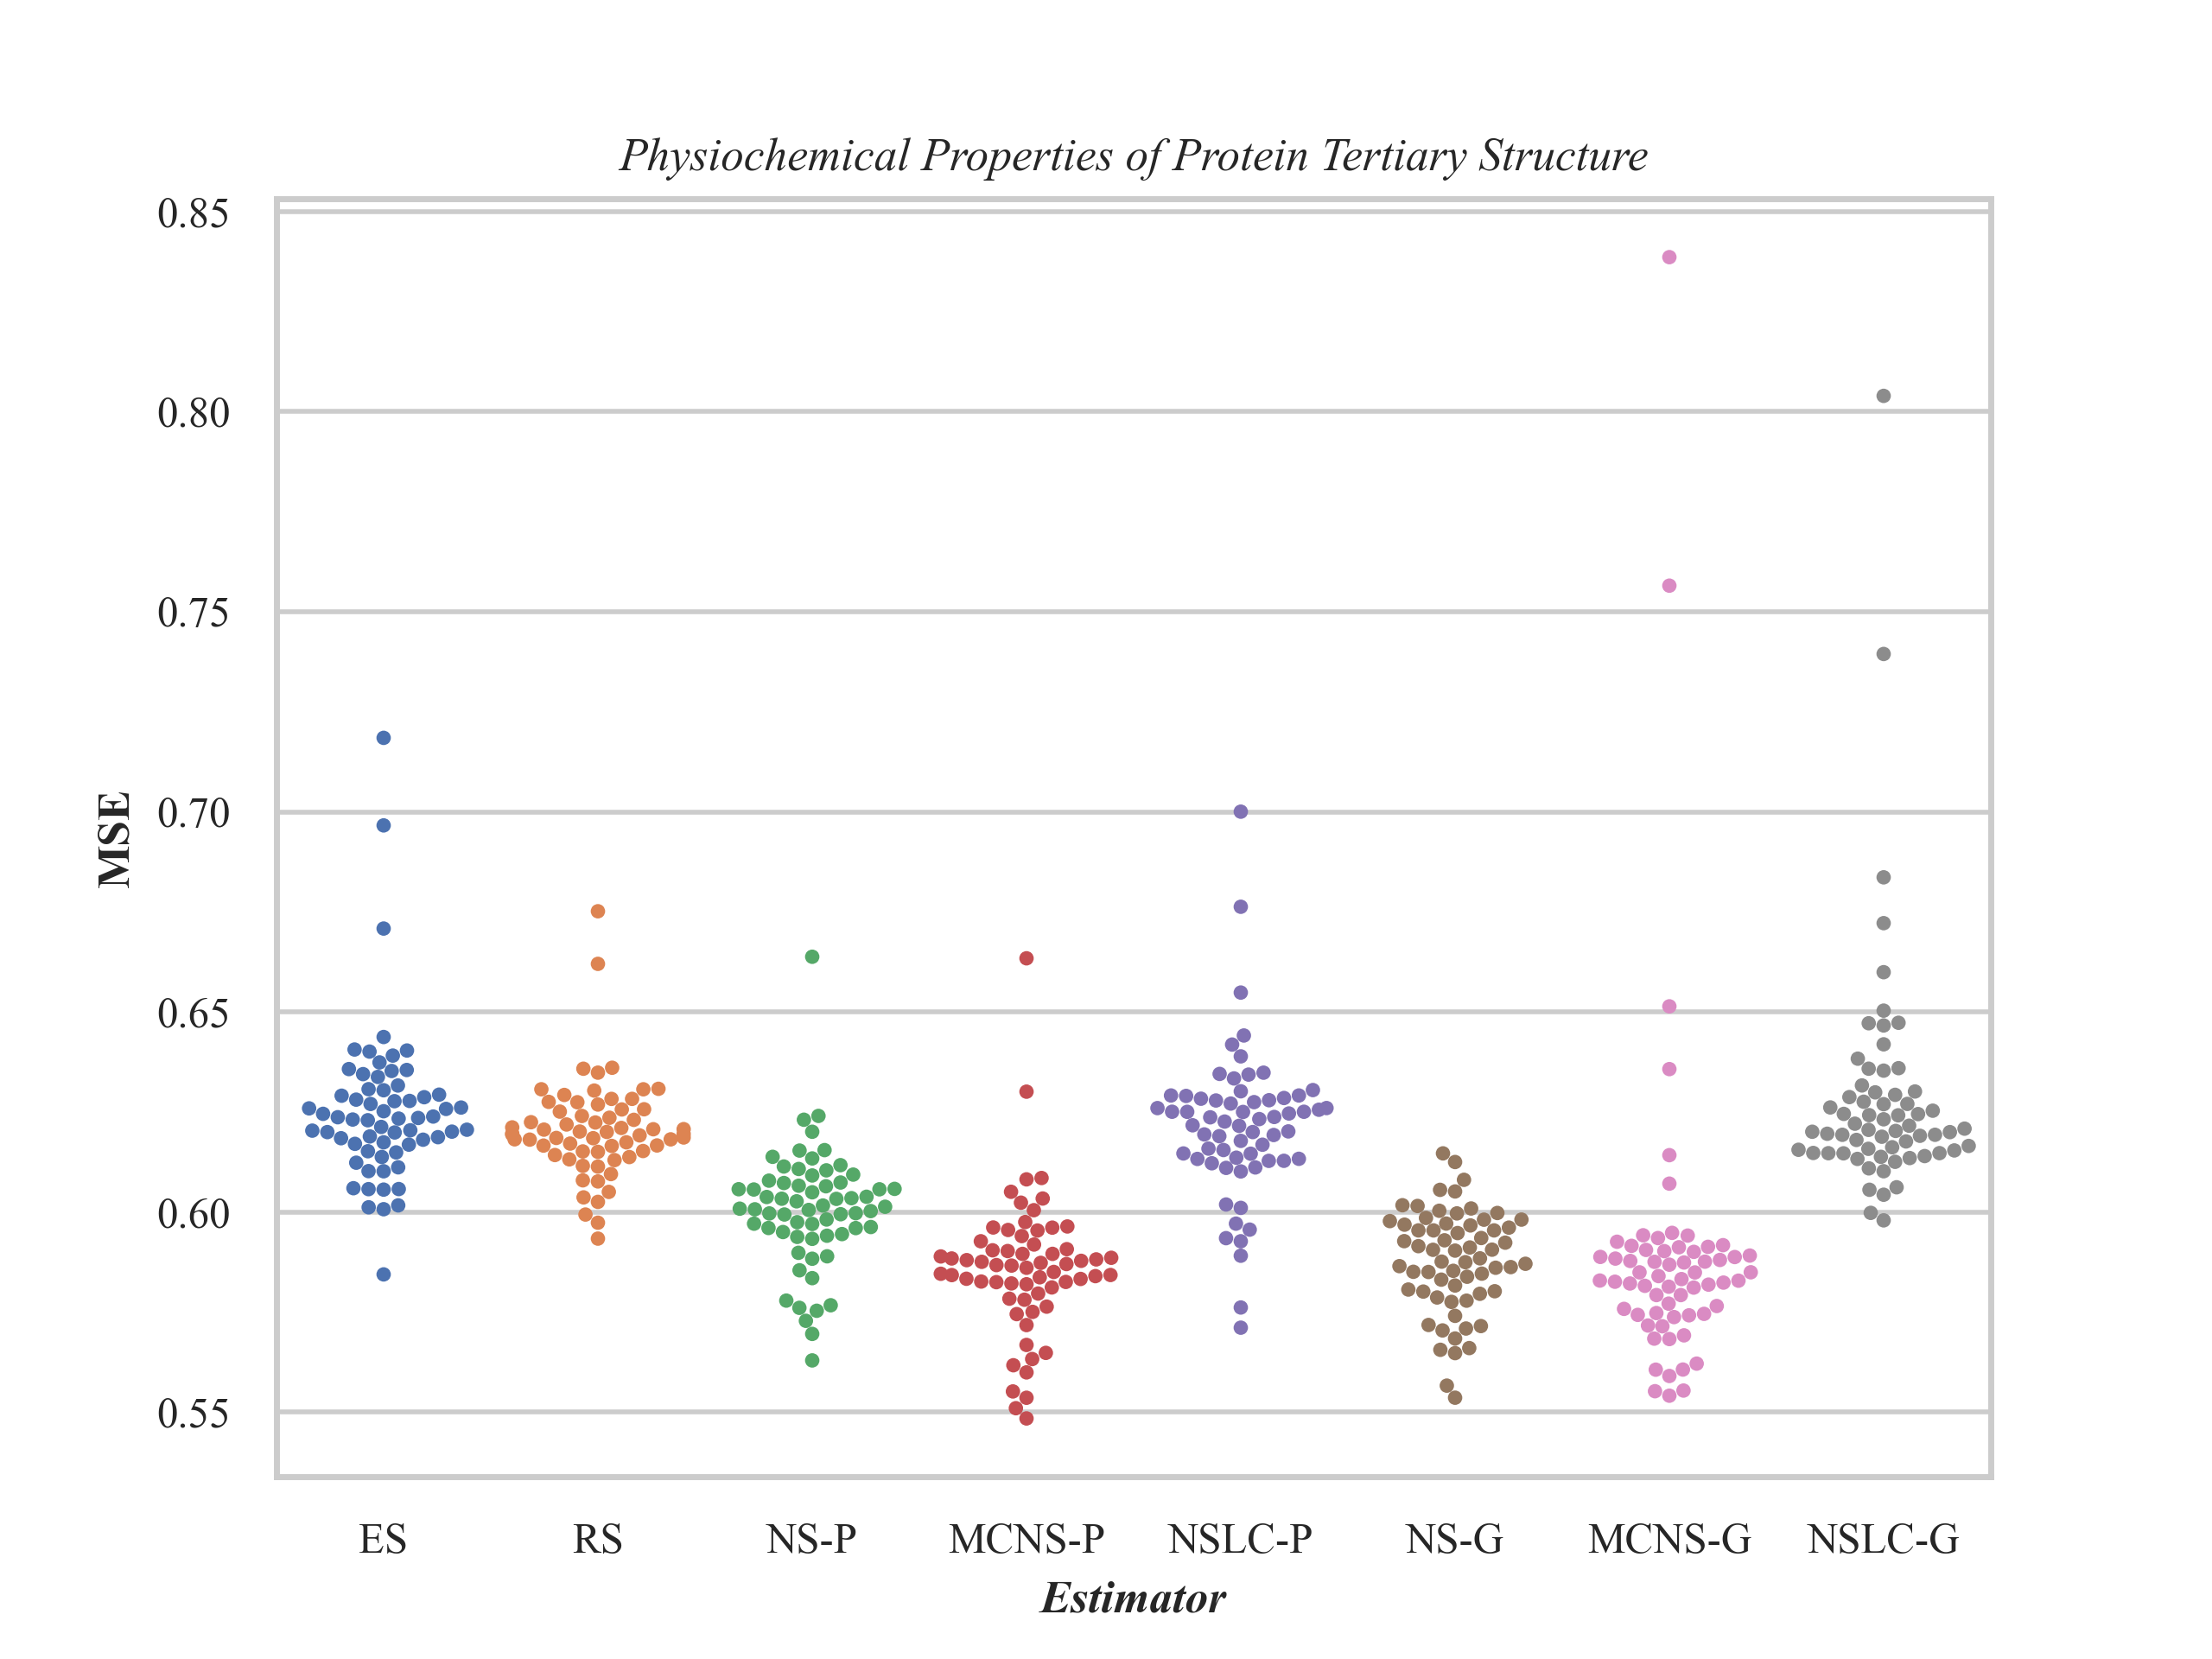 Physiochemical Properties of Protein Tertiary Structure
0.85
0.80
0.75
0.70
0.65
0.60
0.55
MSE
ES RS NS-P MCNS-P NSLC-P NS-G MCNS-G NSLC-G
Estimator